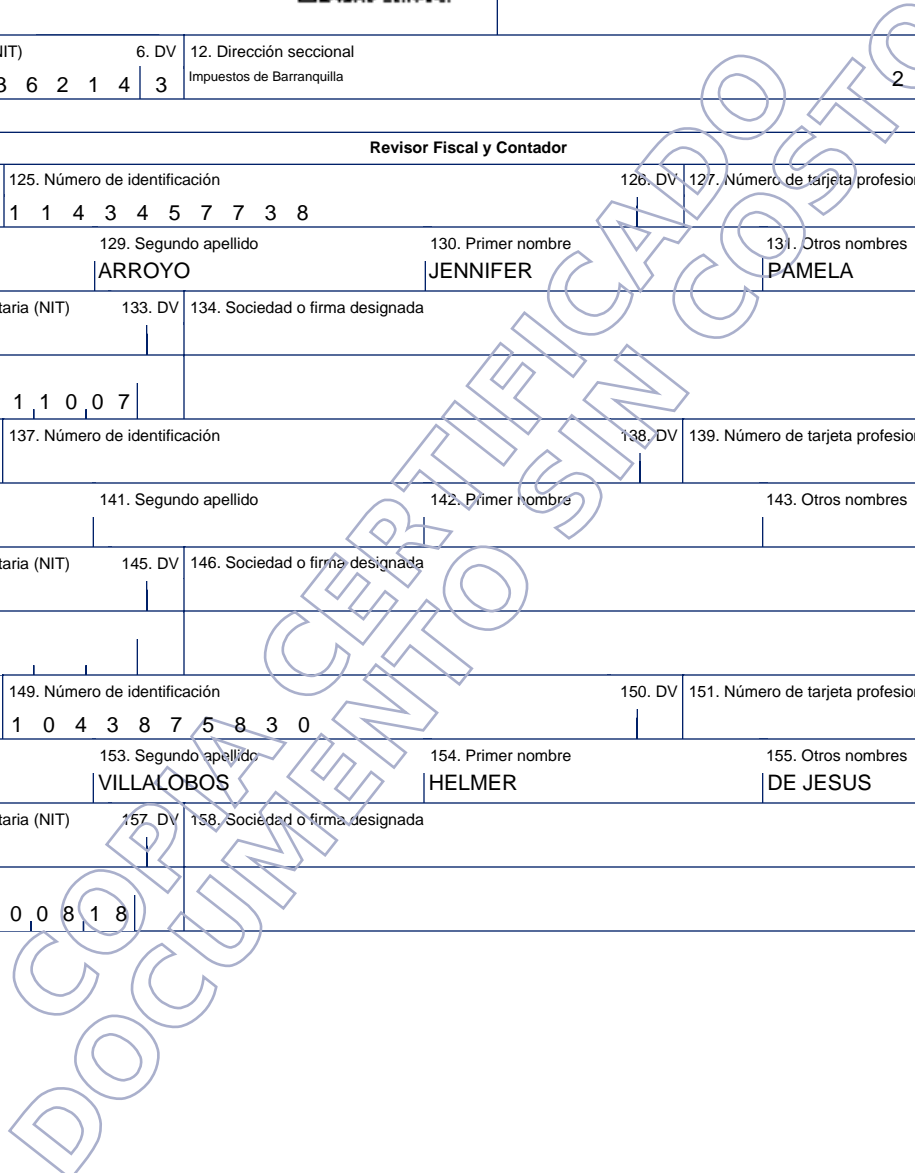 NIT) 6. DV 12. Dirección seccional
3 6 2 1 4 3 Impuestos de Barranquilla 2
Revisor Fiscal y Contador
125. Número de identificación 126. DV 127. Número de tarjeta profesion
1 1 4 3 4 5 7 7 3 8
129. Segundo apellido 130. Primer nombre 131. Otros nombres
ARROYO JENNIFER PAMELA
taria (NIT) 133. DV 134. Sociedad o firma designada
1 1 0 0 7
137. Número de identificación 138. DV 139. Número de tarjeta profesion
141. Segundo apellido 142. Primer nombre 143. Otros nombres
taria (NIT) 145. DV 146. Sociedad o firma designada
149. Número de identificación 150. DV 151. Número de tarjeta profesion
1 0 4 3 8 7 5 8 3 0
153. Segundo apellido 154. Primer nombre 155. Otros nombres
VILLALOBOS HELMER DE JESUS
taria (NIT) 157. DV 158. Sociedad o firma designada
0 0 8 1 8
COPIA CERTIFICADO
DOCUMENTO SIN COSTO